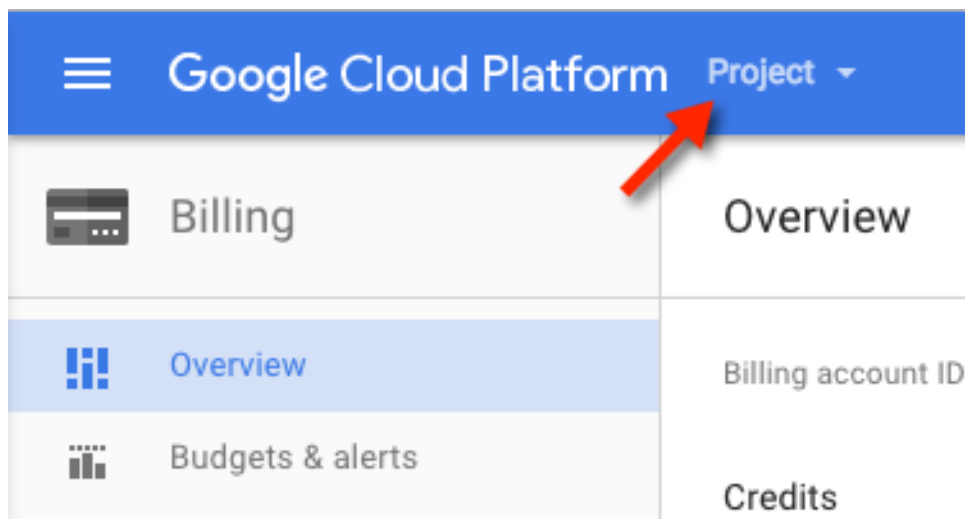 Google Cloud Platform Project
Billing
Overview
Overview
Billing account ID
Budgets & alerts
Credits